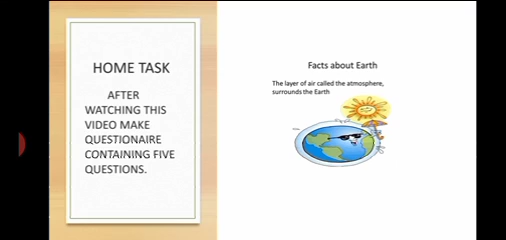 HOME TASK
AFTER
WATCHING THIS
VIDEO MAKE
QUESTIONAIRE
CONTAINING FIVE
QUESTIONS.
Facts about Earth
The layer of air called the atmosphere,
surrounds the Earth